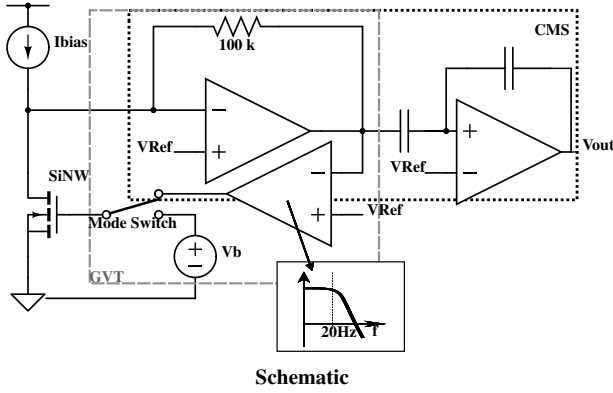 CMS
Ibias
100 k
−
VRef
+
+
Vout
VRef
−
SiNW
−
VRef
+
Mode Switch
+
−
Vb
GVT
20Hz
f
Schematic